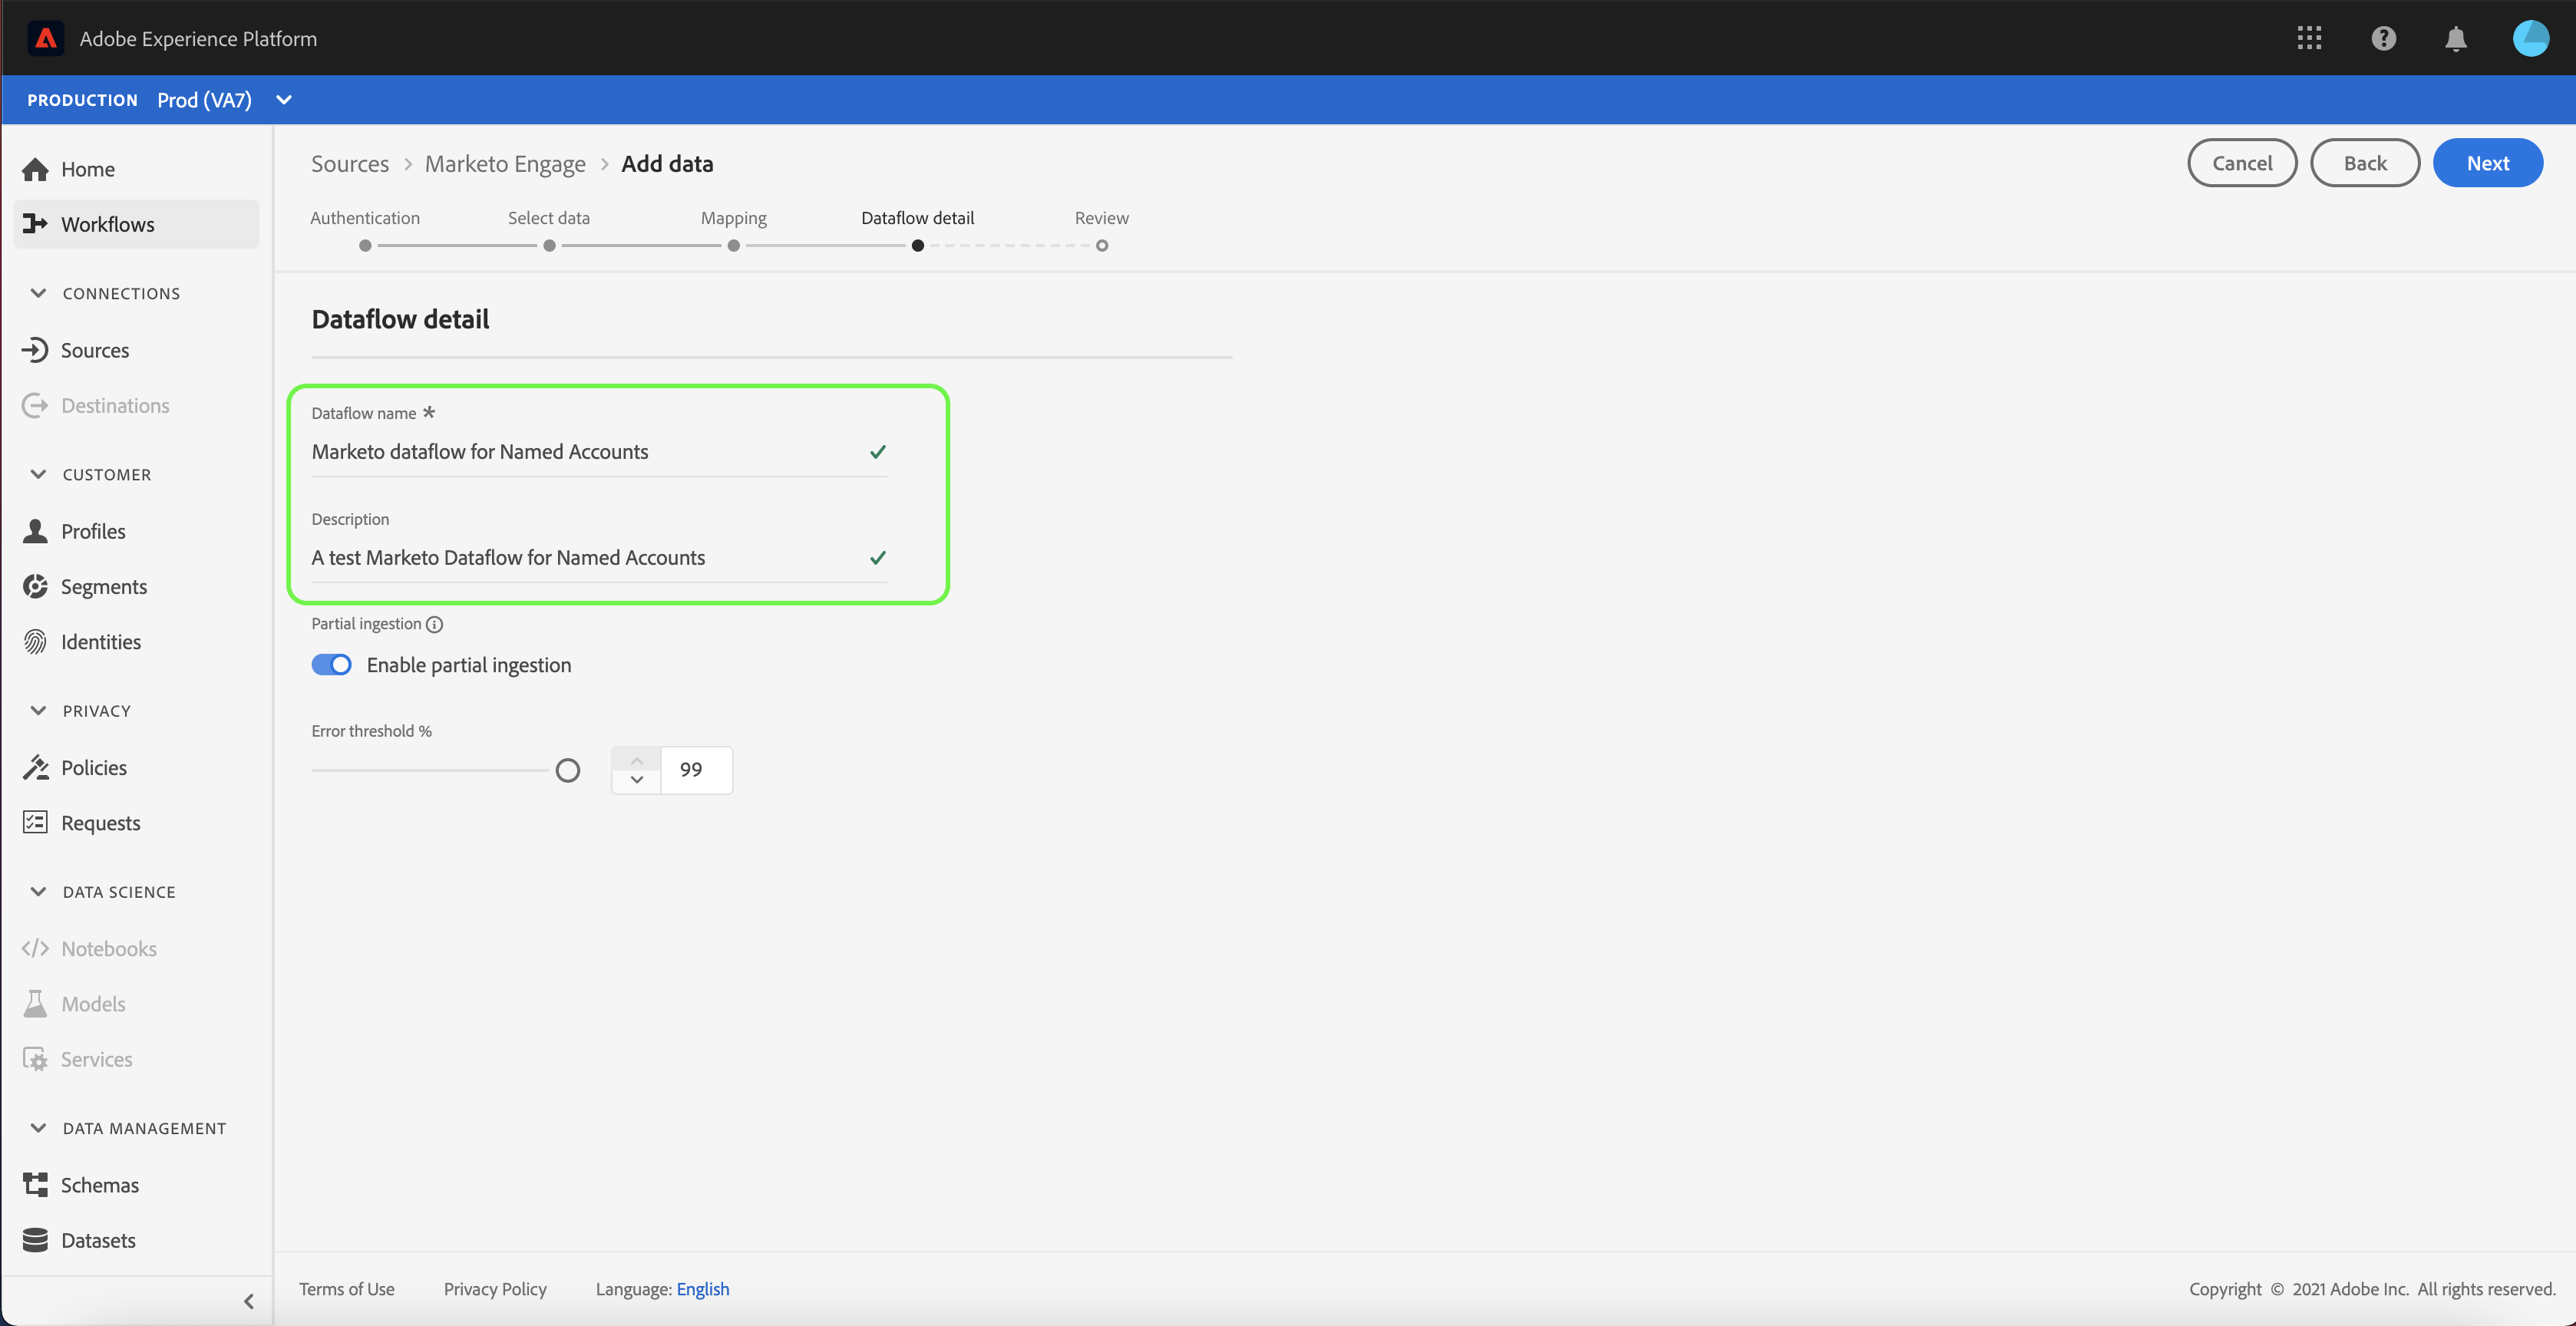 Adobe Experience Platform
PRODUCTION Prod (VA7)
Home
Workflows
CONNECTIONS
Sources
Destinations
CUSTOMER
Profiles
Segments
Identities
PRIVACY
Policies
Requests
DATA SCIENCE
Notebooks
Models
Services
DATA MANAGEMENT
Schemas
Datasets
Sources > Marketo Engage > Add data
Cancel Back Next
Authentication Select data Mapping Dataflow detail Review
Dataflow detail
Dataflow name *
Marketo dataflow for Named Accounts
Description
A test Marketo Dataflow for Named Accounts
Partial ingestion
Enable partial ingestion
Error threshold %
99
Terms of Use Privacy Policy Language: English Copyright © 2021 Adobe Inc. All rights reserved.